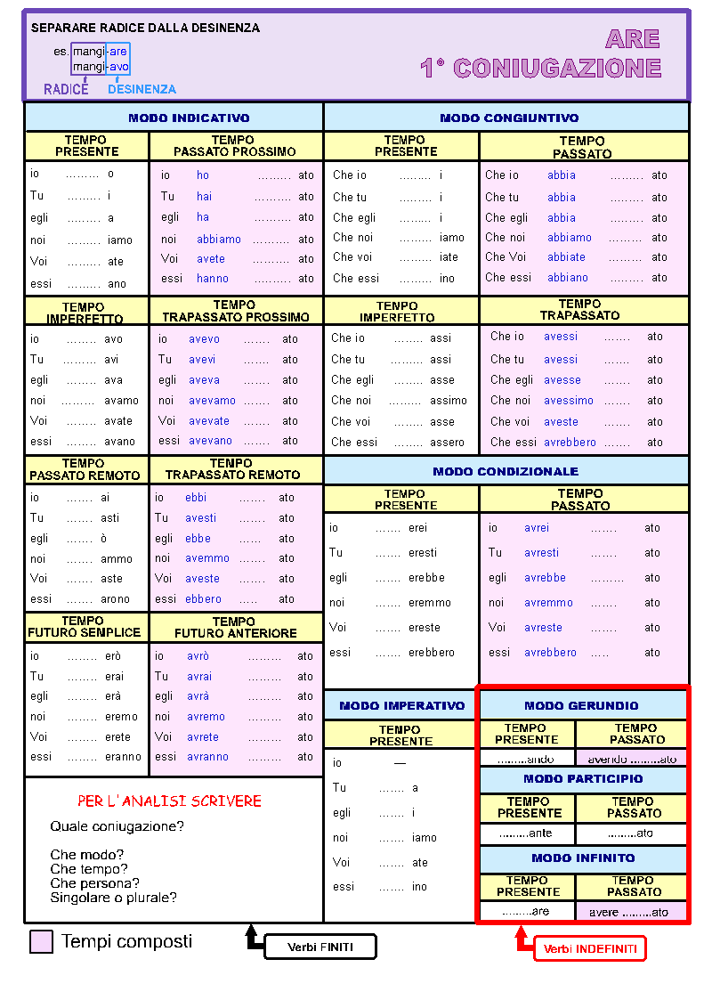 SEPARARE RADICE DALLA DESINENZA
es. mangi-are
mangi-avo
RADICE DESINENZA
ARE
1° CONIUGAZIONE
MODO INDICATIVO
TEMPO
PRESENTE
io ......... o
Tu ......... i
egli ......... a
noi ......... iamo
Voi ......... ate
essi ......... ano
TEMPO
PASSATO PROSSIMO
io ho ......... ato
Tu hai .......... ato
egli ha .......... ato
noi abbiamo .......... ato
Voi avete .......... ato
essi hanno .......... ato
TEMPO
IMPERFETTO
io ........ avo
Tu ........ avi
egli ........ ava
noi ......... avamo
Voi ........ avate
essi ........ avano
TEMPO
TRAPASSATO PROSSIMO
io avevo ....... ato
Tu avevi ....... ato
egli aveva ....... ato
noi avevamo ....... ato
Voi avevate ....... ato
essi avevano ....... ato
TEMPO
PASSATO REMOTO
io ....... ai
Tu ....... asti
egli ....... ò
noi ....... ammo
Voi ....... aste
essi ....... arono
TEMPO
TRAPASSATO REMOTO
io ebbi ....... ato
Tu avesti ....... ato
egli ebbe ...... ato
noi avemmo ....... ato
Voi aveste ....... ato
essi ebbero ..... ato
TEMPO
FUTURO SEMPLICE
io ........ erò
Tu ........ erai
egli ........ erà
noi ........ eremo
Voi ........ erete
essi ........ eranno
TEMPO
FUTURO ANTERIORE
io avrò ......... ato
Tu avrai ......... ato
egli avrà ......... ato
noi avremo ......... ato
Voi avrete ......... ato
essi avranno ......... ato
MODO CONGIUNTIVO
TEMPO
PRESENTE
Che io ......... i
Che tu ......... i
Che egli ......... i
Che noi ......... iamo
Che voi ......... iate
Che essi ......... ino
TEMPO
PASSATO
Che io abbia ......... ato
Che tu abbia ......... ato
Che egli abbia ......... ato
Che noi abbiamo ......... ato
Che Voi abbiate ......... ato
Che essi abbiano ......... ato
TEMPO
IMPERFETTO
Che io ........ assi
Che tu ........ assi
Che egli ........ asse
Che noi ......... assimo
Che voi ........ asse
Che essi ........ assero
TEMPO
TRAPASSATO
Che io avessi ....... ato
Che tu avessi ....... ato
Che egli avesse ....... ato
Che noi avessimo ....... ato
Che voi aveste ....... ato
Che essi avrebbero ....... ato
MODO CONDIZIONALE
TEMPO
PRESENTE
io ....... erei
Tu ....... eresti
egli ....... erebbe
noi ....... eremmo
Voi ....... ereste
essi ....... erebbero
TEMPO
PASSATO
io avrei ....... ato
Tu avresti ....... ato
egli avrebbe ......... ato
noi avremmo ....... ato
Voi avreste ....... ato
essi avrebbero ..... ato
MODO IMPERATIVO
TEMPO
PRESENTE
io —
Tu ....... a
egli ....... i
noi ....... iamo
Voi ....... ate
essi ....... ino
MODO GERUNDIO
TEMPO
PRESENTE
TEMPO
PASSATO
.........ando avendo .........ato
MODO PARTICIPIO
TEMPO
PRESENTE
TEMPO
PASSATO
.........ante .........ato
MODO INFINITO
TEMPO
PRESENTE
TEMPO
PASSATO
.........are avere .........ato
PER L'ANALISI SCRIVERE
Quale coniugazione?
Che modo?
Che tempo?
Che persona?
Singolare o plurale?
Tempi composti
Verbi FINITI
Verbi INDEFINITI